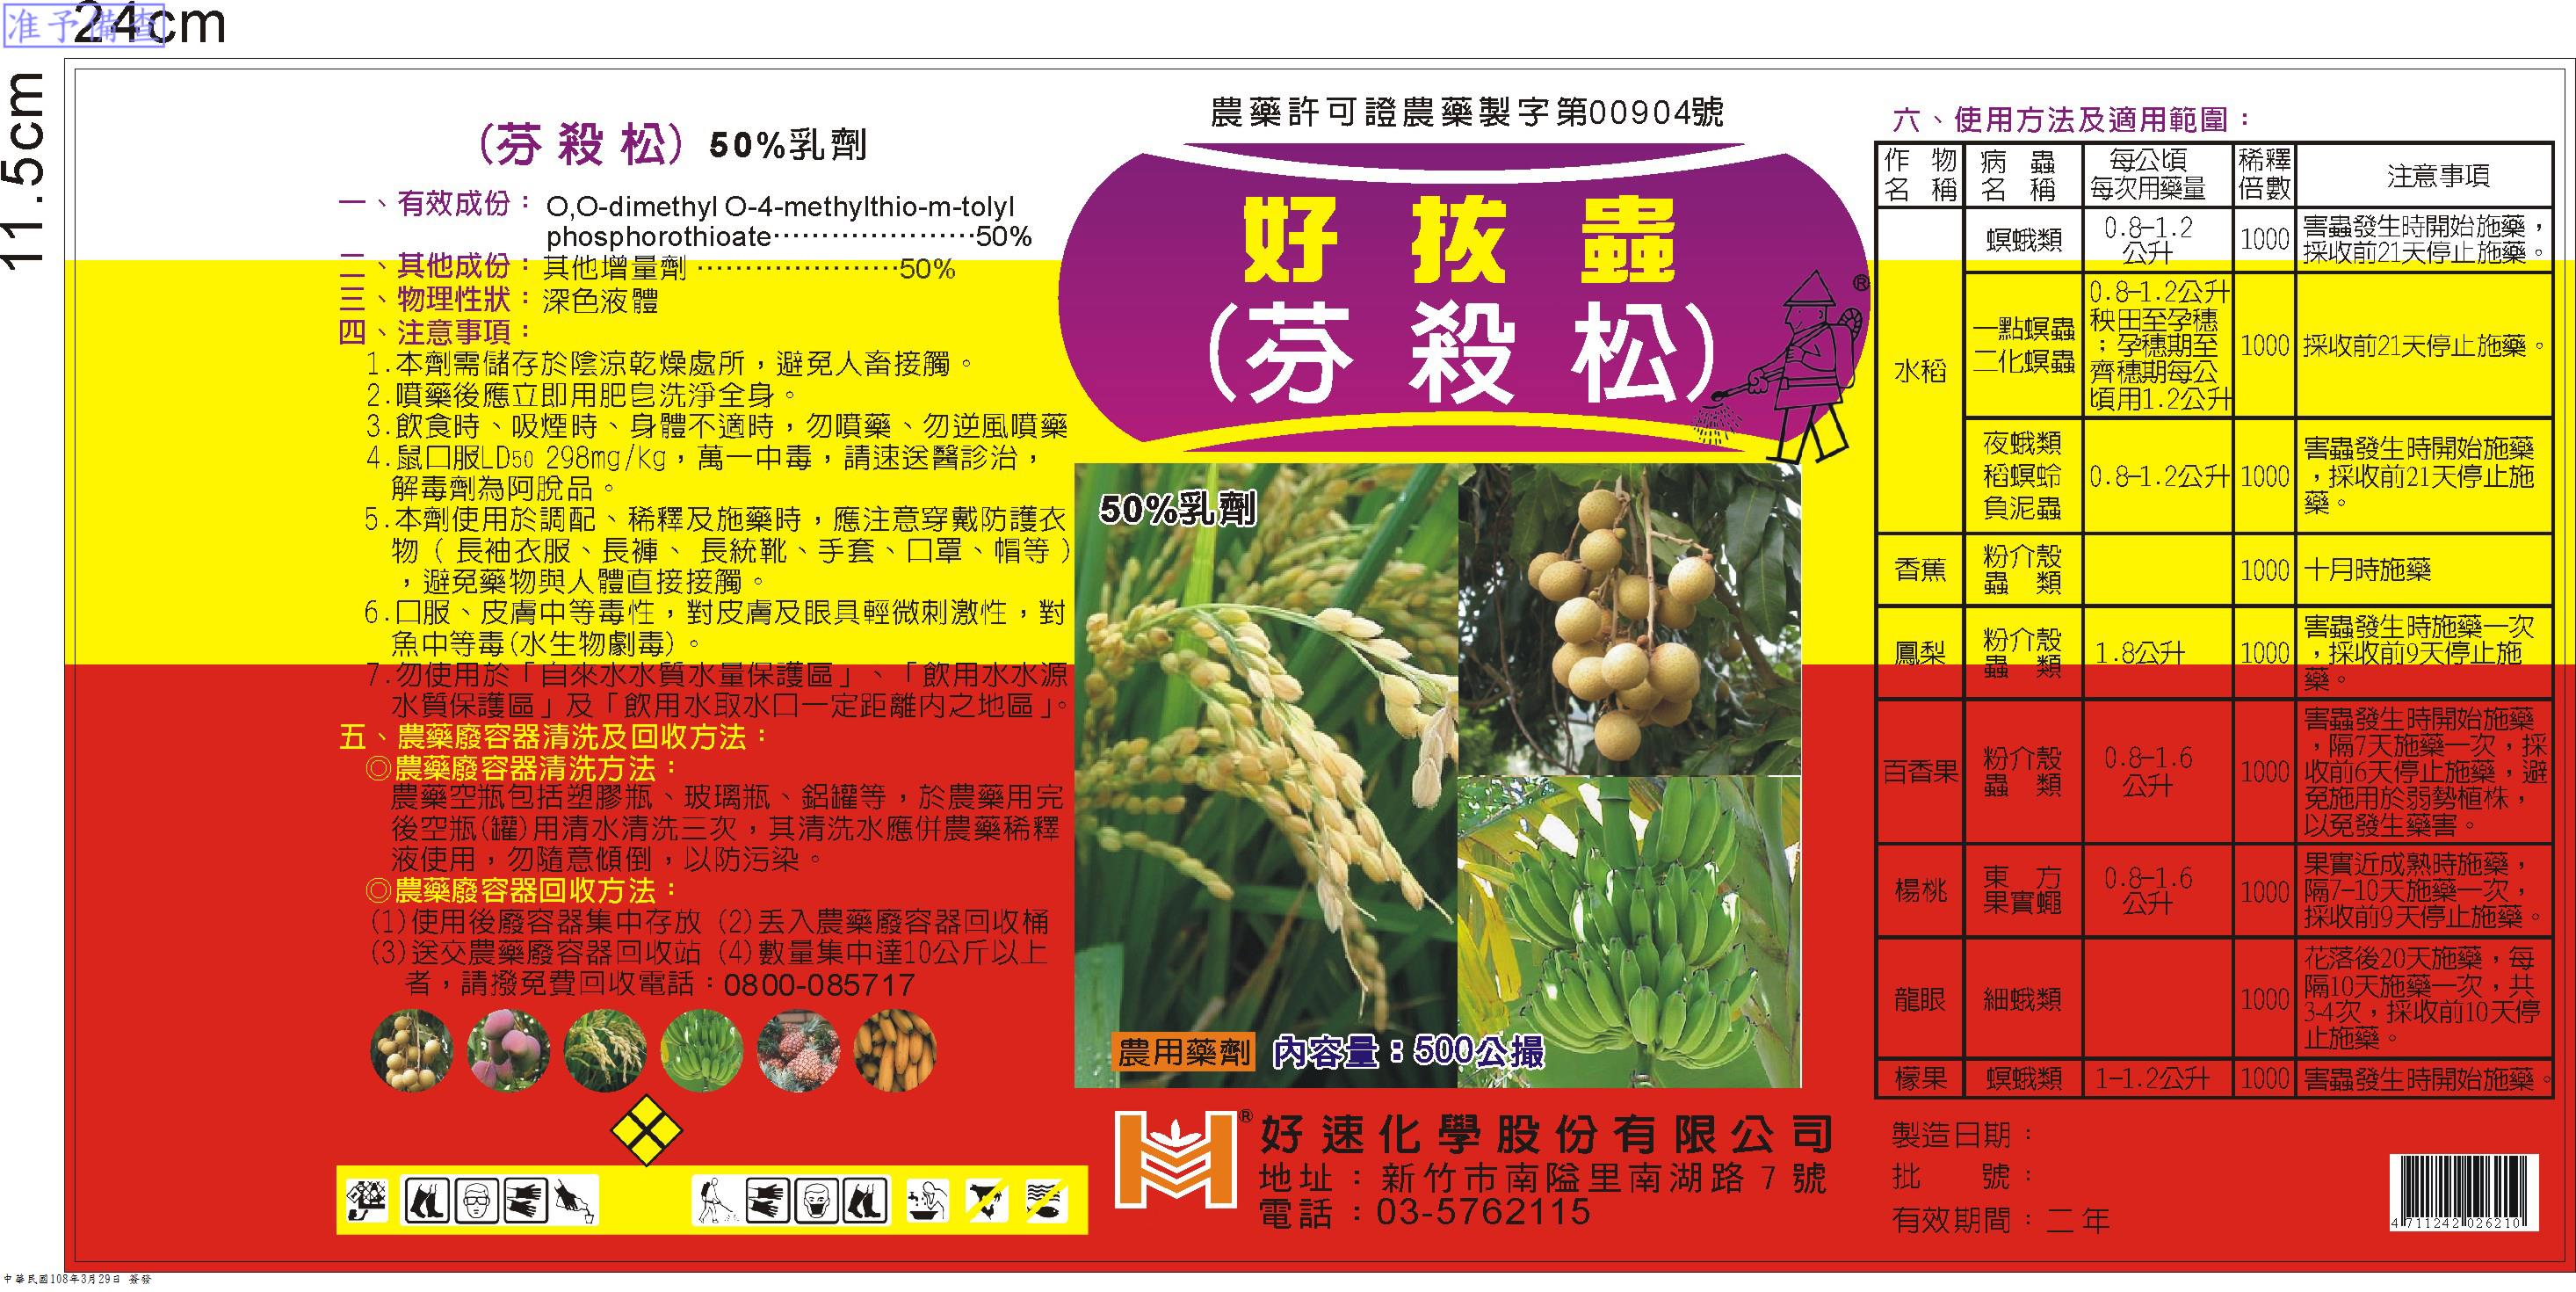 准予備查
24cm
11.5cm
(芬殺松) 50%乳劑
一、有效成份：O,O-dimethyl O-4-methylthio-m-tolyl
phosphorothioate·····················50%
二、其他成份：其他增量劑·····················50%
三、物理性狀：深色液體
四、注意事項：
1.本劑需儲存於陰涼乾燥處所，避免人畜接觸。
2.噴藥後應立即用肥皂洗淨全身。
3.飲食時、吸煙時、身體不適時，勿噴藥、勿逆風噴藥
4.鼠口服LD50 298mg/Kg，萬一中毒，請速送醫診治，
解毒劑為阿脫品。
5.本劑使用於調配、稀釋及施藥時，應注意穿戴防護衣
物（長袖衣服、長褲、長統靴、手套、口罩、帽等）
，避免藥物與人體直接接觸。
6.口服、皮膚中等毒性，對皮膚及眼具輕微刺激性，對
魚中等毒(水生物劇毒)。
7.勿使用於「自來水水質水量保護區」、「飲用水水源
水質保護區」及「飲用水取水口一定距離內之地區」。
五、農藥廢容器清洗及回收方法：
◎農藥廢容器清洗方法：
農藥空瓶包括塑膠瓶、玻璃瓶、鋁罐等，於農藥用完
後空瓶(罐)用清水清洗三次，其清洗水應併農藥稀釋
液使用，勿隨意傾倒，以防污染。
◎農藥廢容器回收方法：
(1)使用後廢容器集中存放 (2)丟入農藥廢容器回收桶
(3)送交農藥廢容器回收站 (4)數量集中達10公斤以上
者，請撥免費回收電話：0800-085717
農藥許可證農藥製字第00904號
好拔蟲
(芬殺松)
®
50%乳劑
農用藥劑 內容量：500公撮
®
好速化學股份有限公司
地址：新竹市南隘里南湖路7號
電話：03-5762115
六、使用方法及適用範圍：
作物名稱 病蟲名稱 每公頃每次用藥量 稀釋倍數 注意事項
水稻 螟蛾類 0.8-1.2公升 1000 害蟲發生時開始施藥，採收前21天停止施藥。
一點螟蟲 二化螟蟲 0.8-1.2公升秧田至孕穗；孕穗期至齊穗期每公頃用1.2公升 1000 採收前21天停止施藥。
夜蛾類 稻螟蛉 負泥蟲 0.8-1.2公升 1000 害蟲發生時開始施藥，採收前21天停止施藥。
香蕉 粉介殼蟲類 1000 十月時施藥
鳳梨 粉介殼蟲類 1.8公升 1000 害蟲發生時施藥一次，採收前9天停止施藥。
百香果 粉介殼蟲類 0.8-1.6公升 1000 害蟲發生時開始施藥，隔7天施藥一次，採收前6天停止施藥，避免施用於弱勢植株，以免發生藥害。
楊桃 東方果實蠅 0.8-1.6公升 1000 果實近成熟時施藥，隔7-10天施藥一次，採收前9天停止施藥。
龍眼 細蛾類 1000 花落後20天施藥，每隔10天施藥一次，共3-4次，採收前10天停止施藥。
檬果 螟蛾類 1-1.2公升 1000 害蟲發生時開始施藥。
製造日期：
批號：
有效期間：二年
4 711242 026210
中華民國108年3月29日 簽發